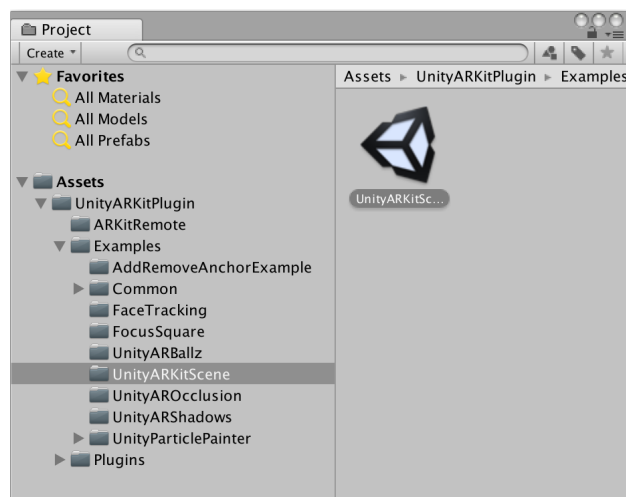 Project
Create
Favorites
All Materials
All Models
All Prefabs
Assets
UnityARKitPlugin
ARKitRemote
Examples
AddRemoveAnchorExample
Common
FaceTracking
FocusSquare
UnityARBallz
UnityARKitScene
UnityAROcclusion
UnityARShadows
UnityParticlePainter
Plugins
Assets UnityARKitPlugin Examples
UnityARKitSc...